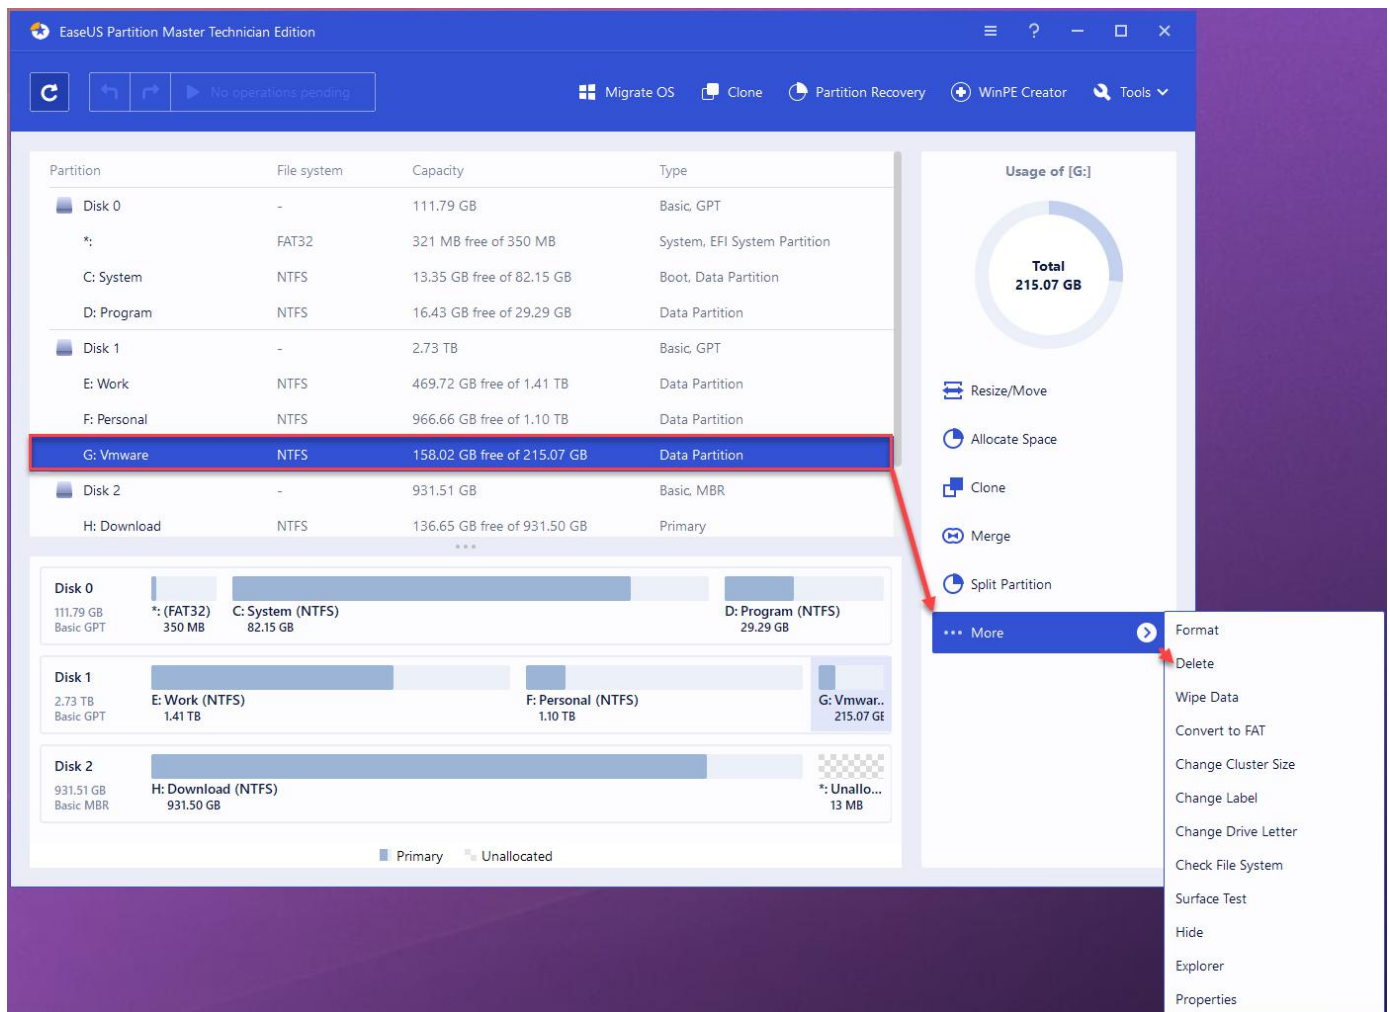 EaseUS Partition Master Technician Edition
No operations pending
Migrate OS Clone Partition Recovery WinPE Creator Tools
Partition File system Capacity Type
Disk 0 - 111.79 GB Basic, GPT
*: FAT32 321 MB free of 350 MB System, EFI System Partition
C: System NTFS 13.35 GB free of 82.15 GB Boot, Data Partition
D: Program NTFS 16.43 GB free of 29.29 GB Data Partition
Disk 1 - 2.73 TB Basic, GPT
E: Work NTFS 469.72 GB free of 1.41 TB Data Partition
F: Personal NTFS 966.66 GB free of 1.10 TB Data Partition
G: Vmware NTFS 158.02 GB free of 215.07 GB Data Partition
Disk 2 - 931.51 GB Basic, MBR
H: Download NTFS 136.65 GB free of 931.50 GB Primary
Disk 0
111.79 GB
Basic GPT
*: (FAT32)
350 MB
C: System (NTFS)
82.15 GB
D: Program (NTFS)
29.29 GB
Disk 1
2.73 TB
Basic GPT
E: Work (NTFS)
1.41 TB
F: Personal (NTFS)
1.10 TB
G: Vmwar..
215.07 GE
Disk 2
931.51 GB
Basic MBR
H: Download (NTFS)
931.50 GB
*: Unallo...
13 MB
Primary Unallocated
Usage of [G:]
Total
215.07 GB
Resize/Move
Allocate Space
Clone
Merge
Split Partition
More
Format
Delete
Wipe Data
Convert to FAT
Change Cluster Size
Change Label
Change Drive Letter
Check File System
Surface Test
Hide
Explorer
Properties